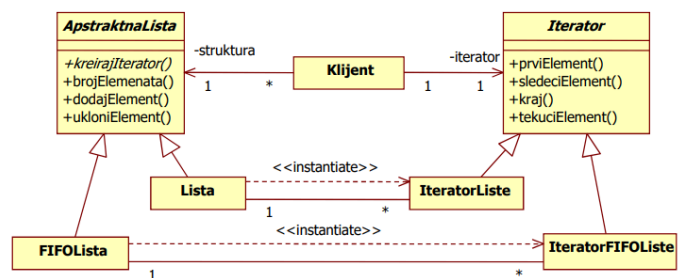 ApstraktnaLista
+kreirajIterator()
+brojElemenata()
+dodajElement()
+ukloniElement()
-struktura
1
*
Klijent
-iterator
1
1
Iterator
+prviElement()
+sledeciElement()
+kraj()
+tekuciElement()
Lista
<<instantiate>>
1
*
IteratorListe
<<instantiate>>
FIFOLista
1
*
IteratorFIFOListe